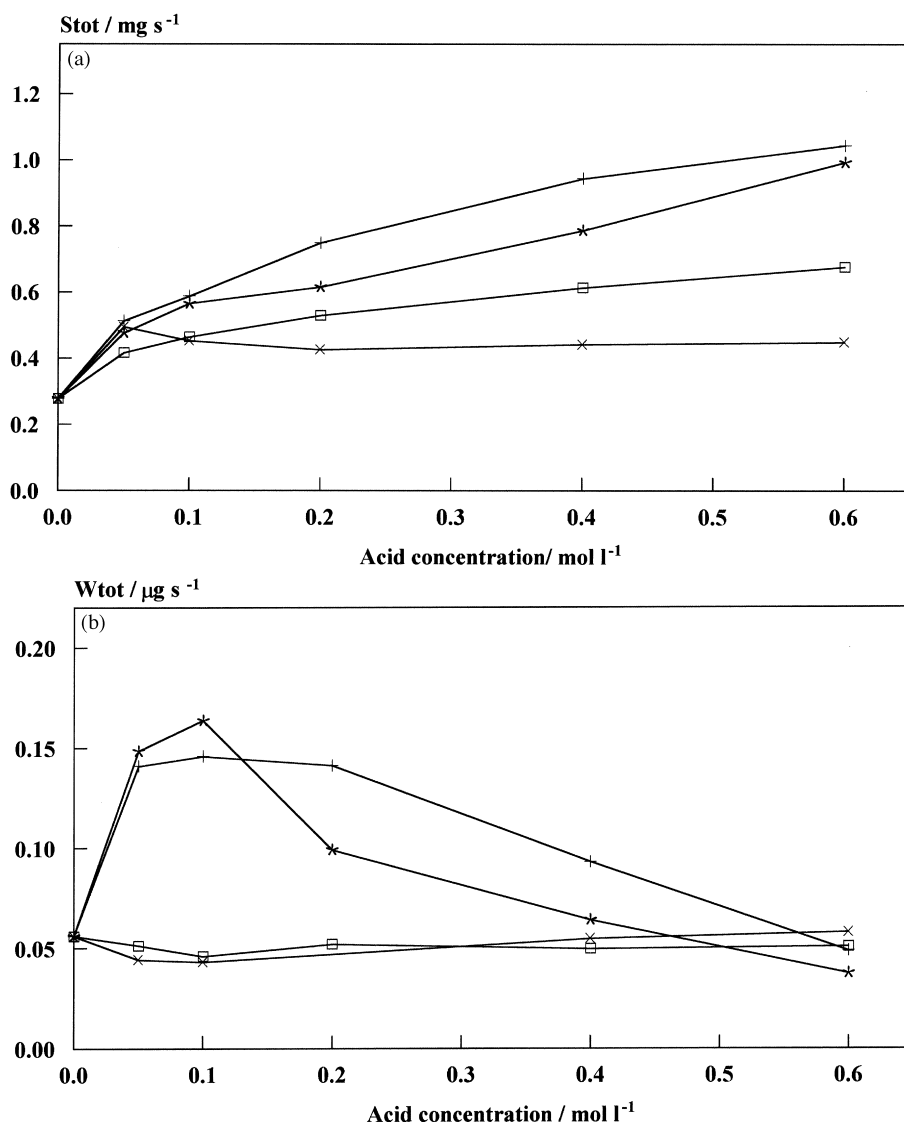 Stot / mg s⁻¹
(a)
1.2
1.0
0.8
0.6
0.4
0.2
0.0
0.0 0.1 0.2 0.3 0.4 0.5 0.6
Acid concentration/ mol l⁻¹
Wtot / μg s ⁻¹
(b)
0.20
0.15
0.10
0.05
0.00
0.0 0.1 0.2 0.3 0.4 0.5 0.6
Acid concentration / mol l⁻¹